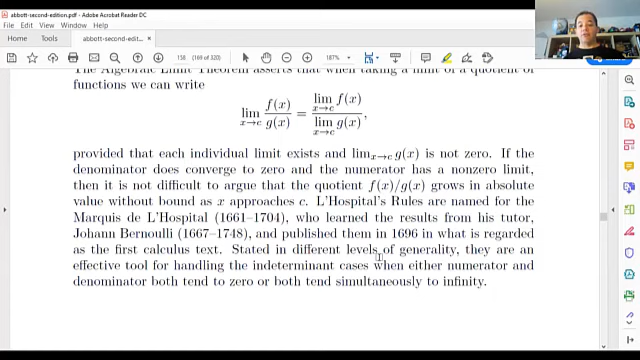 abbott-second-edition.pdf - Adobe Acrobat Reader DC
File Edit View Window Help
Home Tools abbott-second-edition... ×
158 (169 of 320) 187%
The Algebraic Limit Theorem asserts that when taking a limit of a quotient of
functions we can write
lim x→c f(x)/g(x) = lim x→c f(x) / lim x→c g(x),
provided that each individual limit exists and lim x→c g(x) is not zero. If the
denominator does converge to zero and the numerator has a nonzero limit,
then it is not difficult to argue that the quotient f(x)/g(x) grows in absolute
value without bound as x approaches c. L'Hospital's Rules are named for the
Marquis de L'Hospital (1661–1704), who learned the results from his tutor,
Johann Bernoulli (1667–1748), and published them in 1696 in what is regarded
as the first calculus text. Stated in different levels of generality, they are an
effective tool for handling the indeterminant cases when either numerator and
denominator both tend to zero or both tend simultaneously to infinity.